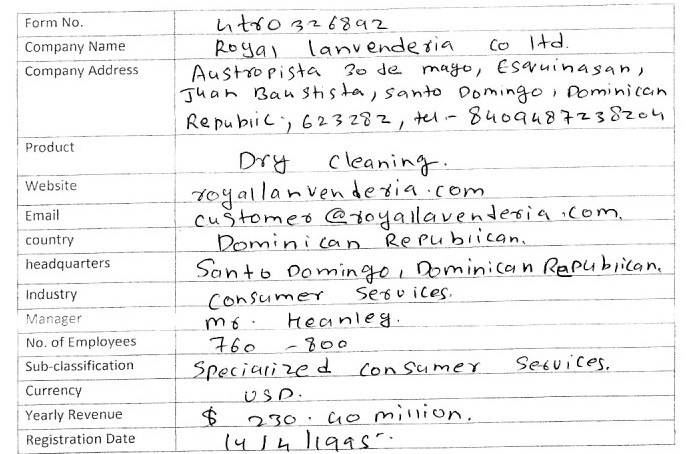 Form No. utro326892
Company Name Royal lanvenderia co ltd.
Company Address Austropista 30 de mayo, Esquinasan,
Juan Baustista, santo Domingo, Dominican
Republic, 623282, tel- 8409487238204
Product Dry cleaning.
Website royallanvenderia.com
Email customer@royallavenderia.com.
country Dominican Republican.
headquarters Santo Domingo, Dominican Republican.
Industry Consumer Services.
Manager mr. Heanley.
No. of Employees 760 -800
Sub-classification Specialized consumer Services.
Currency USD.
Yearly Revenue $ 230.40 million.
Registration Date 14/4/1995